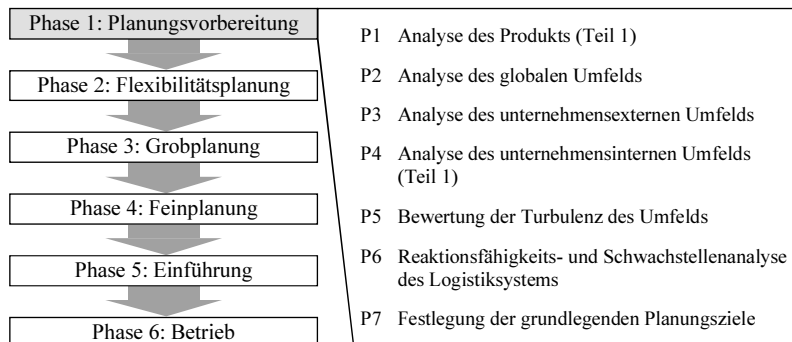 Phase 1: Planungsvorbereitung
Phase 2: Flexibilitätsplanung
Phase 3: Grobplanung
Phase 4: Feinplanung
Phase 5: Einführung
Phase 6: Betrieb
P1 Analyse des Produkts (Teil 1)
P2 Analyse des globalen Umfelds
P3 Analyse des unternehmensexternen Umfelds
P4 Analyse des unternehmensinternen Umfelds
(Teil 1)
P5 Bewertung der Turbulenz des Umfelds
P6 Reaktionsfähigkeits- und Schwachstellenanalyse
des Logistiksystems
P7 Festlegung der grundlegenden Planungsziele